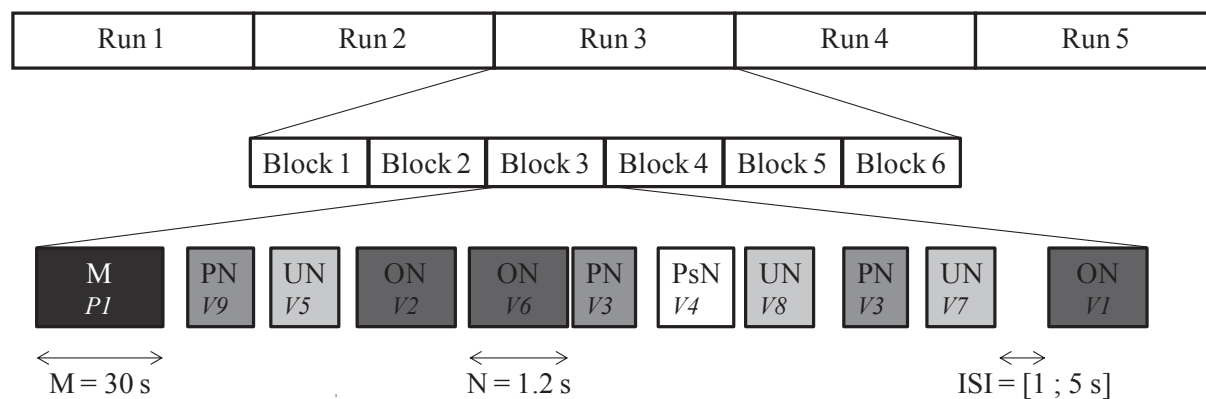 Run 1 Run 2 Run 3 Run 4 Run 5
Block 1 Block 2 Block 3 Block 4 Block 5 Block 6
M PN UN ON ON PN PsN UN PN UN ON
P1 V9 V5 V2 V6 V3 V4 V8 V3 V7 V1
M = 30 s N = 1.2 s ISI = [1 ; 5 s]